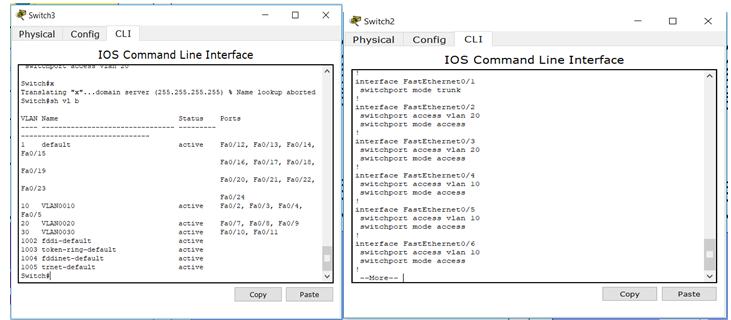 Switch3
Physical Config CLI
IOS Command Line Interface
switchport access vlan 20
Switch#x
Translating "x"...domain server (255.255.255.255) % Name lookup aborted
Switch#sh vl b
VLAN Name Status Ports
---- -------------------------------- --------- -------------------------------
1 default active Fa0/12, Fa0/13, Fa0/14,
Fa0/15
Fa0/16, Fa0/17, Fa0/18,
Fa0/19
Fa0/20, Fa0/21, Fa0/22,
Fa0/23
Fa0/24
10 VLAN0010 active Fa0/2, Fa0/3, Fa0/4,
Fa0/5
20 VLAN0020 active Fa0/7, Fa0/8, Fa0/9
30 VLAN0030 active Fa0/10, Fa0/11
1002 fddi-default active
1003 token-ring-default active
1004 fddinet-default active
1005 trnet-default active
Switch#
Copy Paste
Switch2
Physical Config CLI
IOS Command Line Interface
!
interface FastEthernet0/1
switchport mode trunk
!
interface FastEthernet0/2
switchport access vlan 20
switchport mode access
!
interface FastEthernet0/3
switchport access vlan 20
switchport mode access
!
interface FastEthernet0/4
switchport access vlan 10
switchport mode access
!
interface FastEthernet0/5
switchport access vlan 10
switchport mode access
!
interface FastEthernet0/6
switchport access vlan 10
switchport mode access
!
--More--
Copy Paste